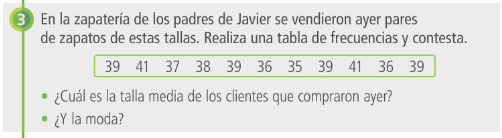 3 En la zapatería de los padres de Javier se vendieron ayer pares
de zapatos de estas tallas. Realiza una tabla de frecuencias y contesta.
39 41 37 38 39 36 35 39 41 36 39
• ¿Cuál es la talla media de los clientes que compraron ayer?
• ¿Y la moda?